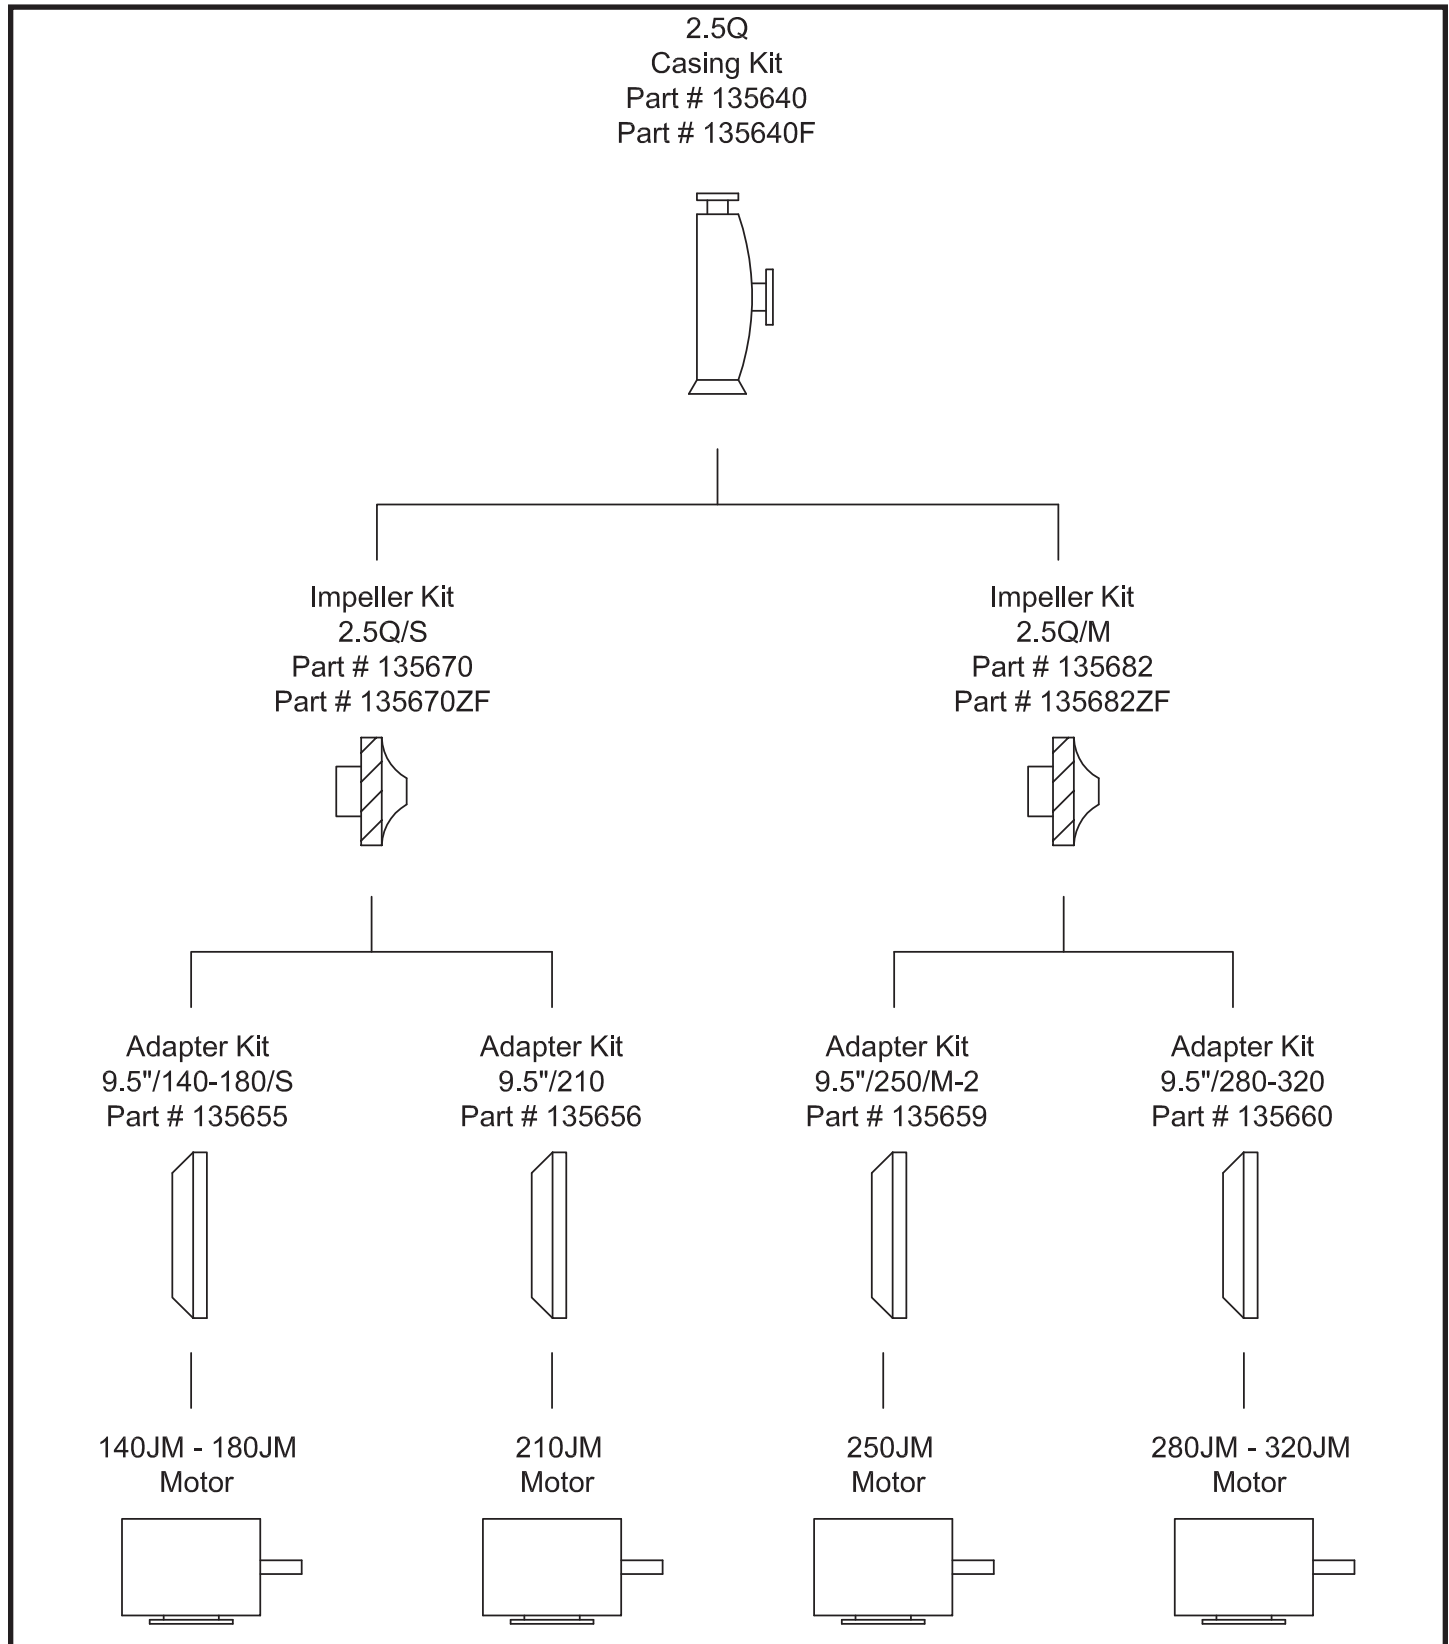 2.5Q
Casing Kit
Part # 135640
Part # 135640F
Impeller Kit
2.5Q/S
Part # 135670
Part # 135670ZF
Impeller Kit
2.5Q/M
Part # 135682
Part # 135682ZF
Adapter Kit
9.5"/140-180/S
Part # 135655
Adapter Kit
9.5"/210
Part # 135656
Adapter Kit
9.5"/250/M-2
Part # 135659
Adapter Kit
9.5"/280-320
Part # 135660
140JM - 180JM
Motor
210JM
Motor
250JM
Motor
280JM - 320JM
Motor